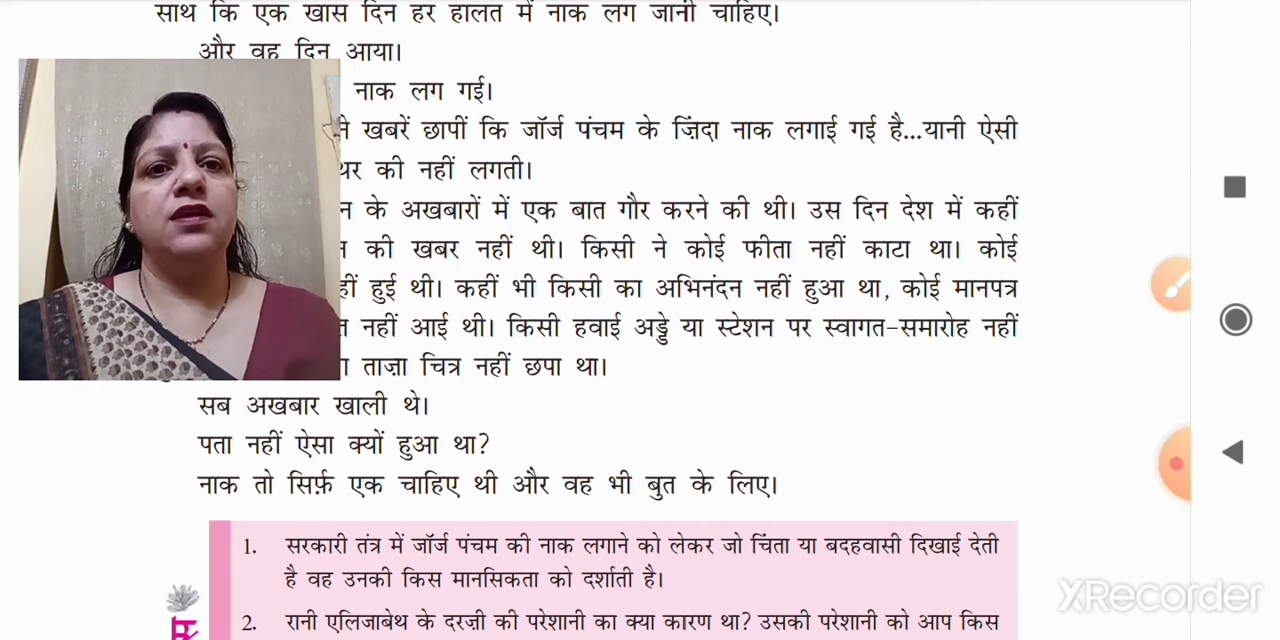 साथ कि एक खास दिन हर हालत में नाक लग जानी चाहिए।
और वह दिन आया।
नाक लग गई।
ने खबरें छापीं कि जॉर्ज पंचम के ज़िंदा नाक लगाई गई है...यानी ऐसी
थर की नहीं लगती।
न के अखबारों में एक बात गौर करने की थी। उस दिन देश में कहीं
न की खबर नहीं थी। किसी ने कोई फीता नहीं काटा था। कोई
हीं हुई थी। कहीं भी किसी का अभिनंदन नहीं हुआ था, कोई मानपत्र
त नहीं आई थी। किसी हवाई अड्डे या स्टेशन पर स्वागत-समारोह नहीं
ताज़ा चित्र नहीं छपा था।
सब अखबार खाली थे।
पता नहीं ऐसा क्यों हुआ था?
नाक तो सिर्फ़ एक चाहिए थी और वह भी बुत के लिए।
1. सरकारी तंत्र में जॉर्ज पंचम की नाक लगाने को लेकर जो चिंता या बदहवासी दिखाई देती
है वह उनकी किस मानसिकता को दर्शाती है।
2. रानी एलिजाबेथ के दरज़ी की परेशानी का क्या कारण था? उसकी परेशानी को आप किस
XRecorder